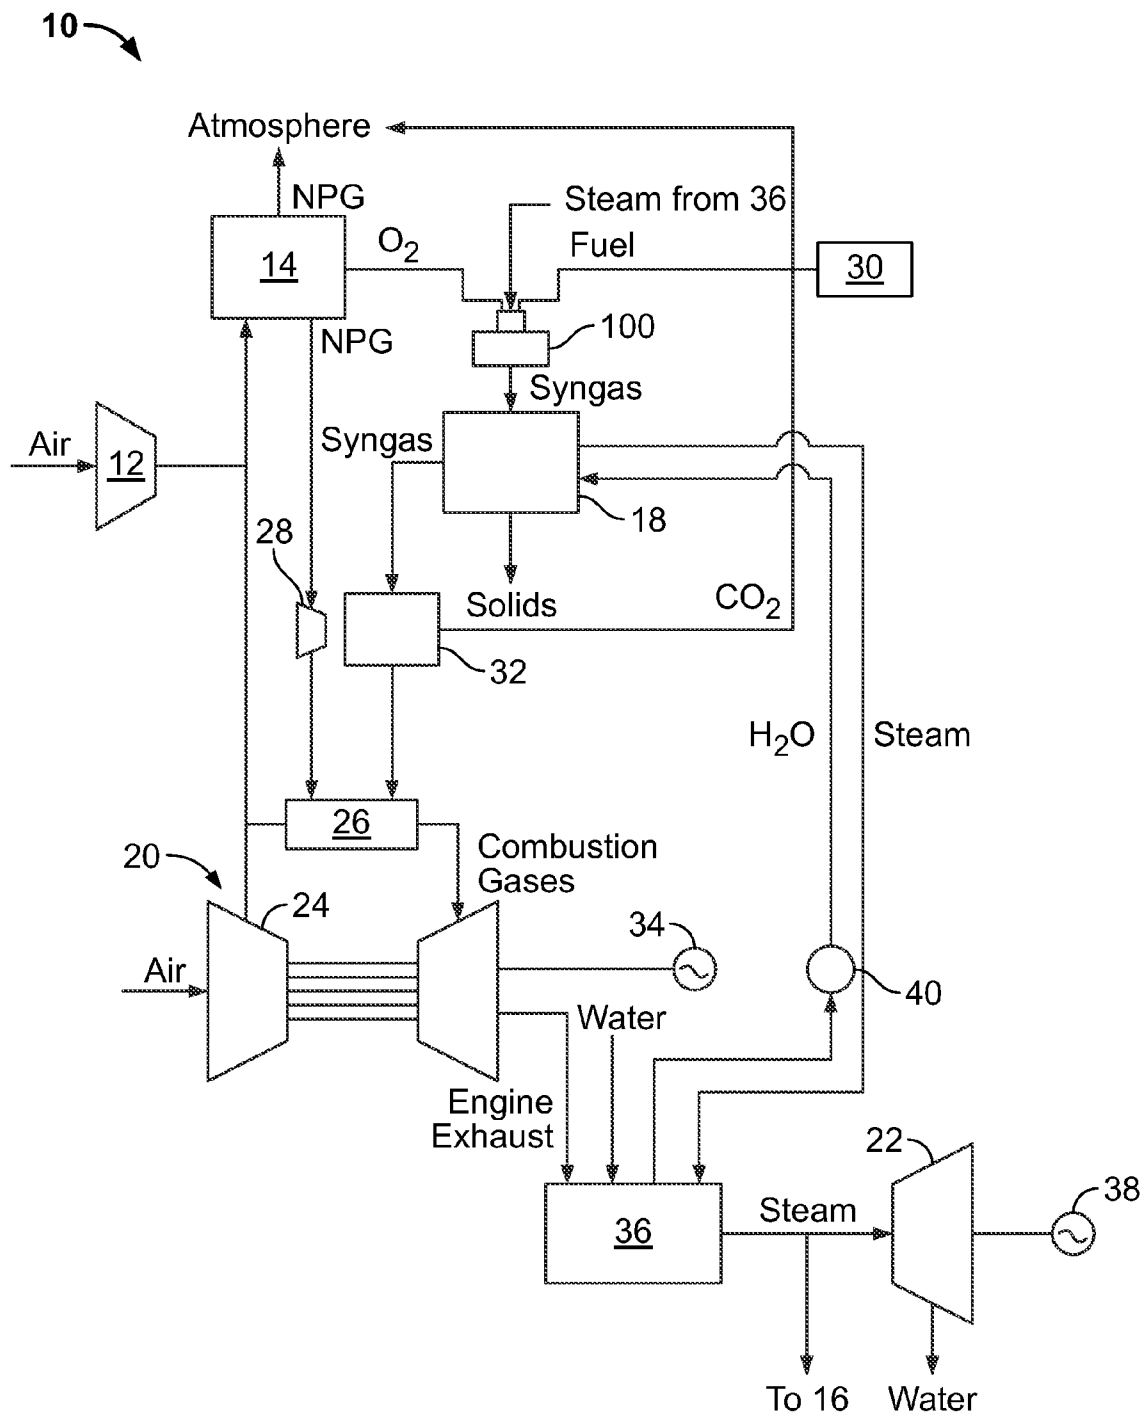 10
Atmosphere
NPG
Steam from 36
O2
Fuel
14
30
NPG
100
Syngas
Air
12
Syngas
18
28
Solids
CO2
32
H2O
Steam
26
20
Combustion
Gases
24
34
Air
Water
40
Engine
Exhaust
22
38
36
Steam
To 16
Water